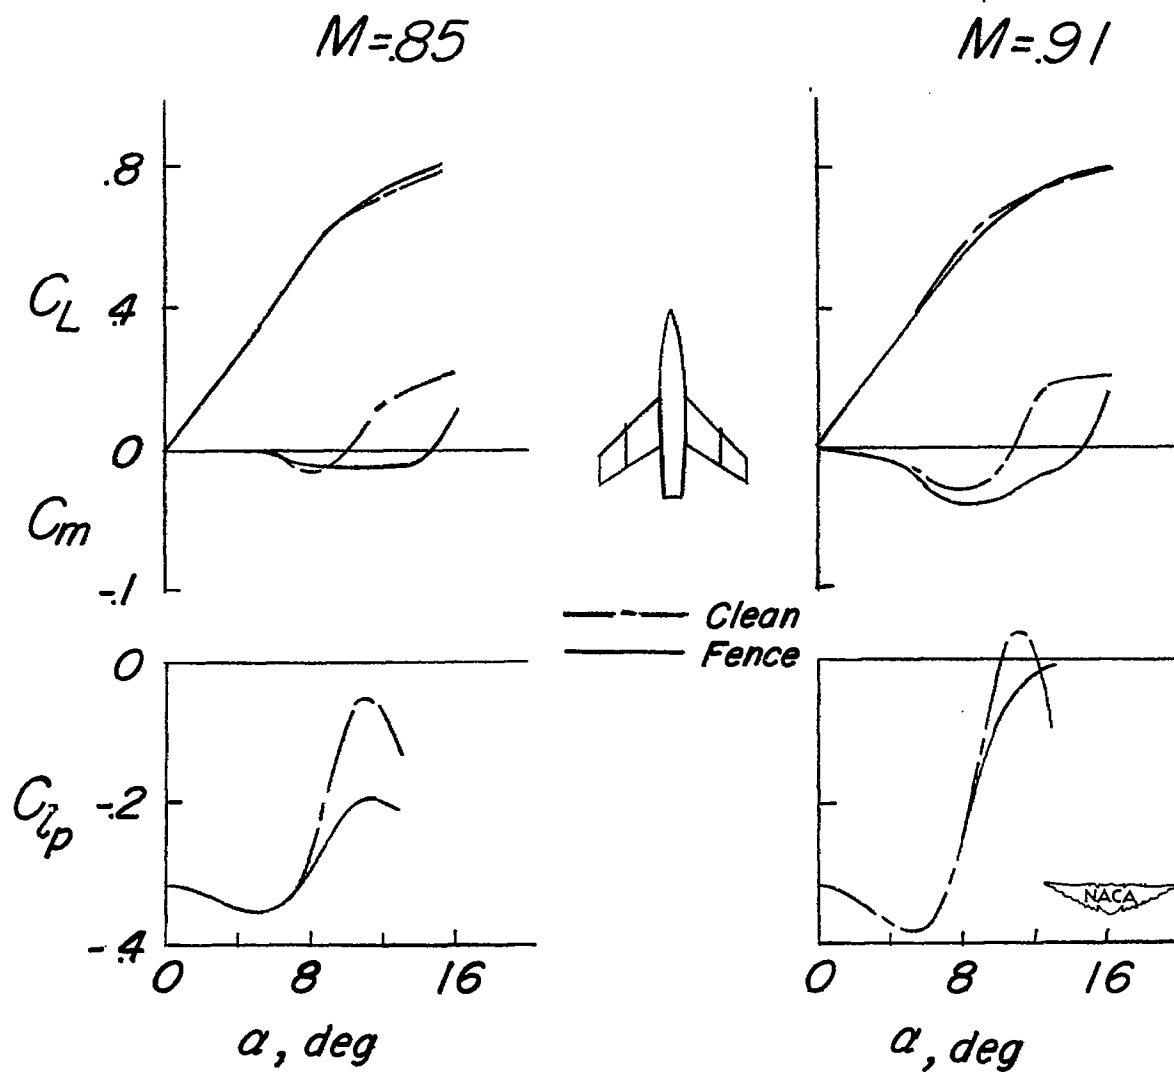 M=.85
M=.91
.8
C_L
.4
0
C_m
-.1
Clean
Fence
0
C_lp
-.2
NACA
-.4
0 8 16
0 8 16
α, deg
α, deg